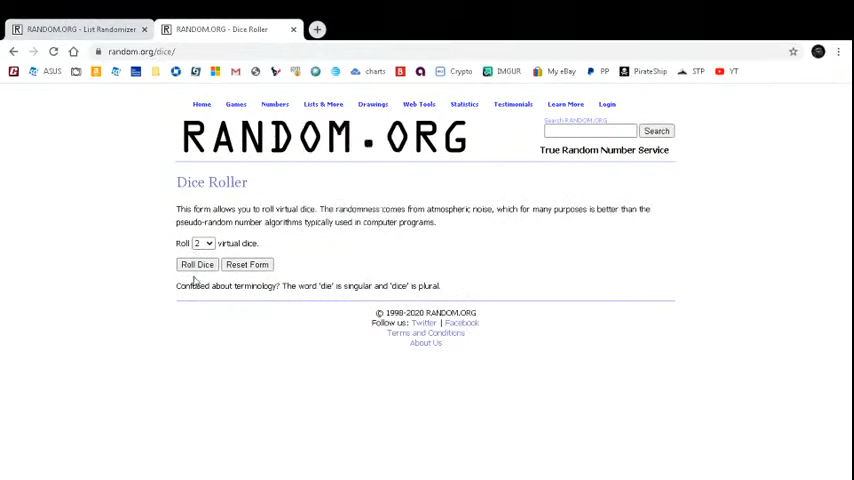 RANDOM.ORG - List Randomizer
RANDOM.ORG - Dice Roller
random.org/dice/
ASUS
charts
Crypto
IMGUR
My eBay
PP
PirateShip
STP
YT
Home Games Numbers Lists & More Drawings Web Tools Statistics Testimonials Learn More Login
RANDOM.ORG
Search RANDOM.ORG
Search
True Random Number Service
Dice Roller
This form allows you to roll virtual dice. The randomness comes from atmospheric noise, which for many purposes is better than the
pseudo-random number algorithms typically used in computer programs.
Roll 2 virtual dice.
Roll Dice Reset Form
Confused about terminology? The word 'die' is singular and 'dice' is plural.
© 1998-2020 RANDOM.ORG
Follow us: Twitter | Facebook
Terms and Conditions
About Us